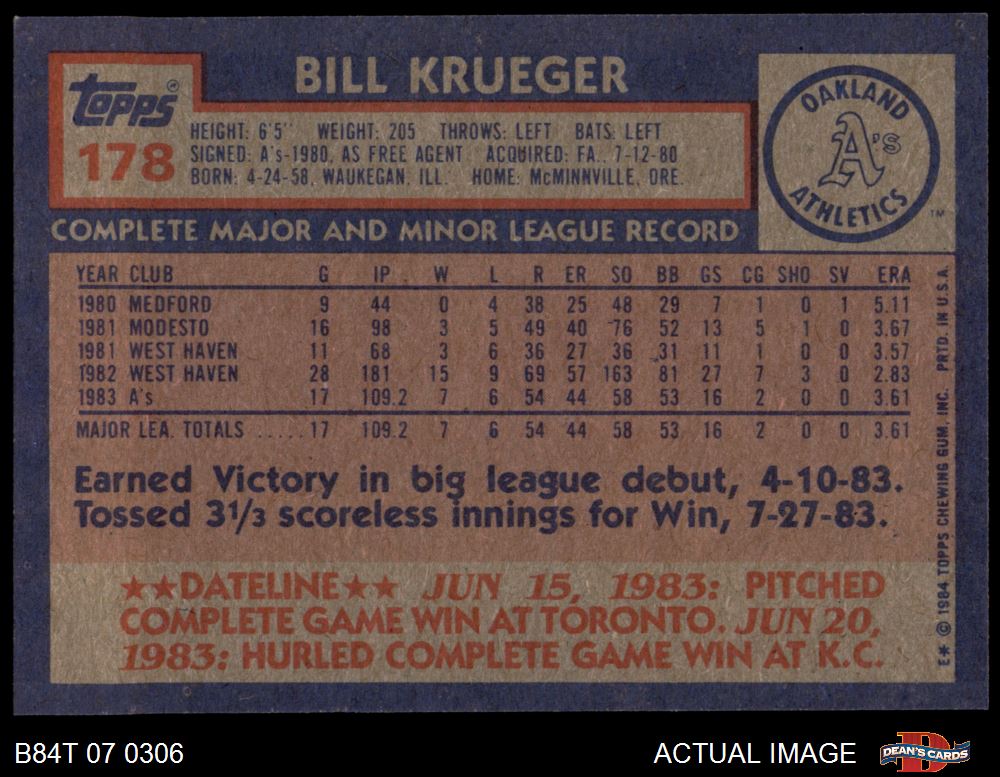 BILL KRUEGER
Topps®
178
HEIGHT: 6'5" WEIGHT: 205 THROWS: LEFT BATS: LEFT
SIGNED: A's-1980, AS FREE AGENT ACQUIRED: FA., 7-12-80
BORN: 4-24-58, WAUKEGAN, ILL. HOME: McMINNVILLE, ORE.
OAKLAND
A's
ATHLETICS
TM
COMPLETE MAJOR AND MINOR LEAGUE RECORD
YEAR CLUB G IP W L R ER SO BB GS CG SHO SV ERA
1980 MEDFORD 9 44 0 4 38 25 48 29 7 1 0 1 5.11
1981 MODESTO 16 98 3 5 49 40 76 52 13 5 1 0 3.67
1981 WEST HAVEN 11 68 3 6 36 27 36 31 11 1 0 0 3.57
1982 WEST HAVEN 28 181 15 9 69 57 163 81 27 7 3 0 2.83
1983 A's 17 109.2 7 6 54 44 58 53 16 2 0 0 3.61
MAJOR LEA. TOTALS ..... 17 109.2 7 6 54 44 58 53 16 2 0 0 3.61
Earned Victory in big league debut, 4-10-83.
Tossed 3 1/3 scoreless innings for Win, 7-27-83.
★★DATELINE★★ JUN 15, 1983: PITCHED
COMPLETE GAME WIN AT TORONTO. JUN 20,
1983: HURLED COMPLETE GAME WIN AT K.C.
E* © 1984 TOPPS CHEWING GUM, INC. PRTD. IN U.S.A.
B84T 07 0306
ACTUAL IMAGE
D
DEAN'S CARDS